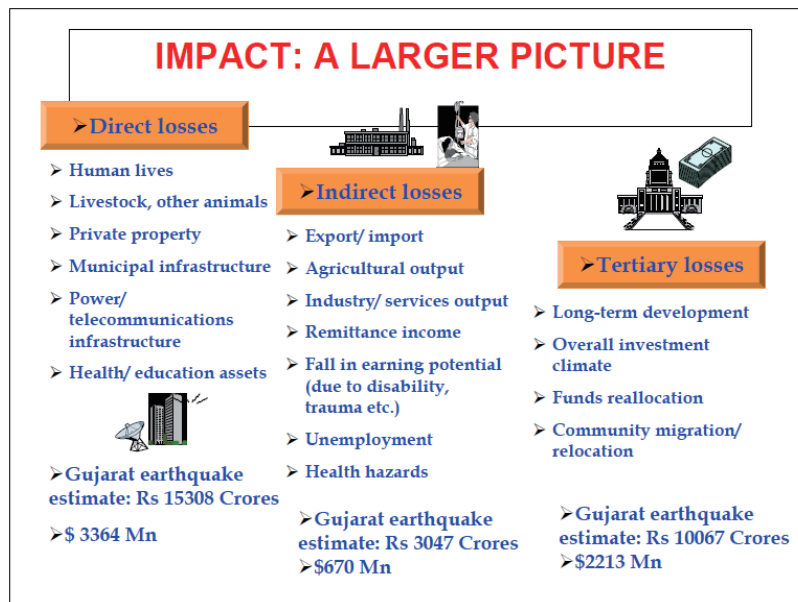 IMPACT: A LARGER PICTURE
➢Direct losses
➢ Human lives
➢ Livestock, other animals
➢ Private property
➢ Municipal infrastructure
➢ Power/
telecommunications
infrastructure
➢ Health/ education assets
➢Gujarat earthquake
estimate: Rs 15308 Crores
➢$ 3364 Mn
➢Indirect losses
➢ Export/ import
➢ Agricultural output
➢ Industry/ services output
➢ Remittance income
➢ Fall in earning potential
(due to disability,
trauma etc.)
➢ Unemployment
➢ Health hazards
➢Gujarat earthquake
estimate: Rs 3047 Crores
➢$670 Mn
➢Tertiary losses
➢ Long-term development
➢ Overall investment
climate
➢ Funds reallocation
➢ Community migration/
relocation
➢Gujarat earthquake
estimate: Rs 10067 Crores
➢$2213 Mn